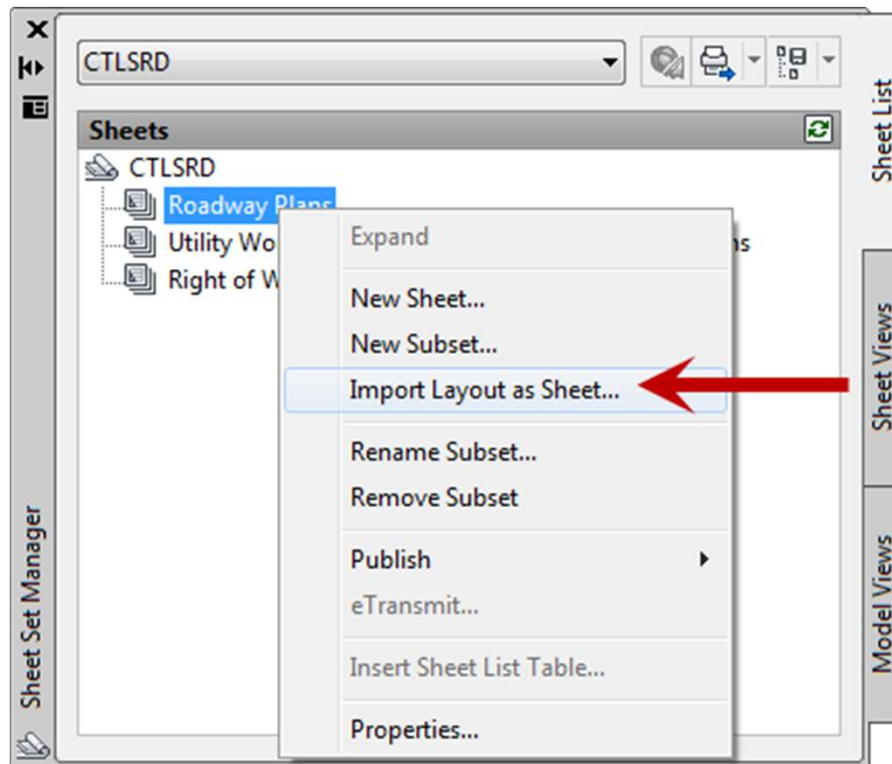 CTLSRD
Sheets
CTLSRD
Roadway Plans
Utility Wo
ns
Right of W
Expand
New Sheet...
New Subset...
Import Layout as Sheet...
Rename Subset...
Remove Subset
Publish
eTransmit...
Insert Sheet List Table...
Properties...
Sheet List
Sheet Views
Model Views
Sheet Set Manager